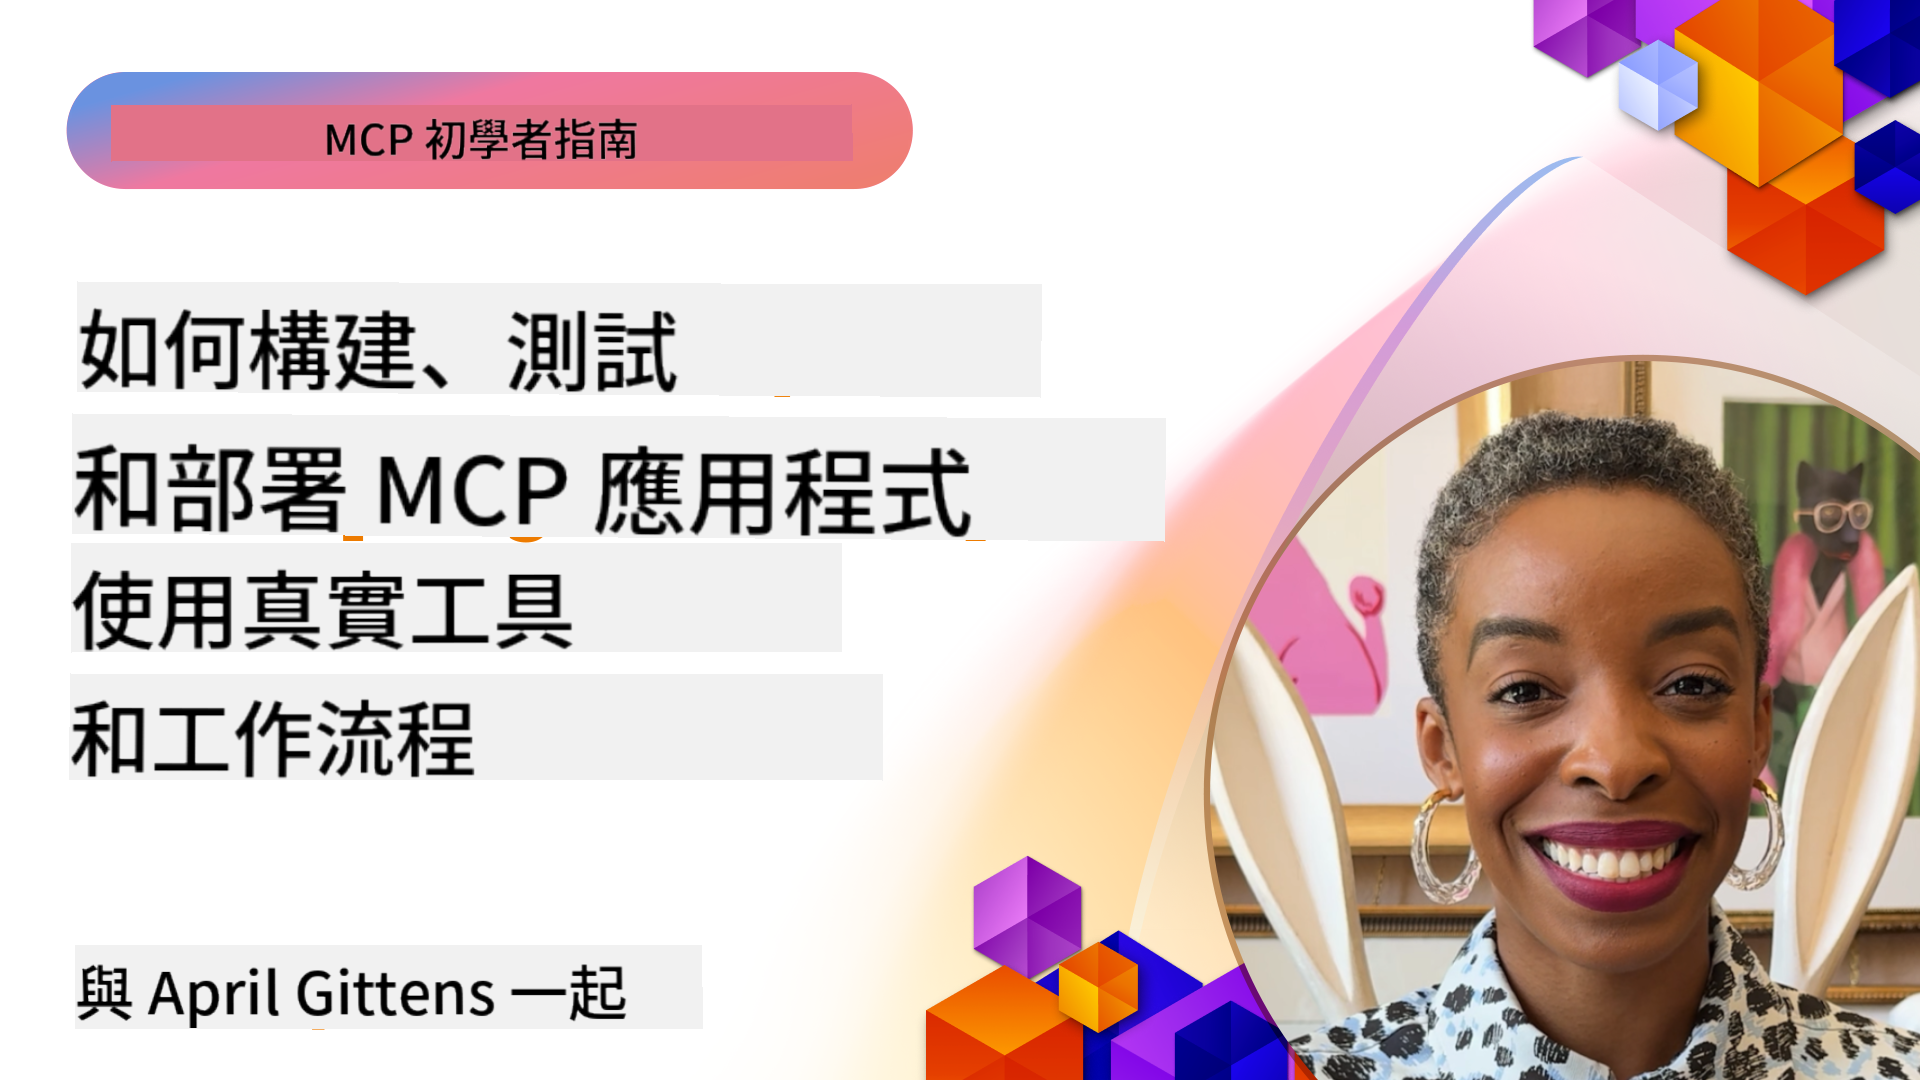 MCP 初學者指南
如何構建、測試
和部署 MCP 應用程式
使用真實工具
和工作流程
與 April Gittens 一起